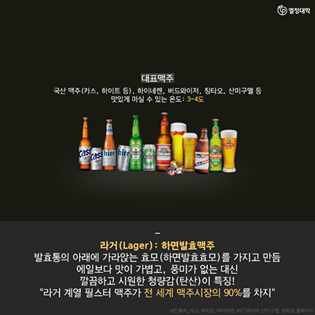 열정대학
대표맥주
국산 맥주(카스, 하이트 등), 하이네켄, 버드와이저, 칭타오, 산미구엘 등
맛있게 마실 수 있는 온도: 3-4도
라거(Lager): 하면발효맥주
발효통의 아래에 가라앉는 효모(하면발효효모)를 가지고 만듬
에일보다 맛이 가볍고, 풍미가 없는 대신
깔끔하고 시원한 청량감(탄산)이 특징!
"라거 계열 필스터 맥주가 전 세계 맥주시장의 90%를 차지"